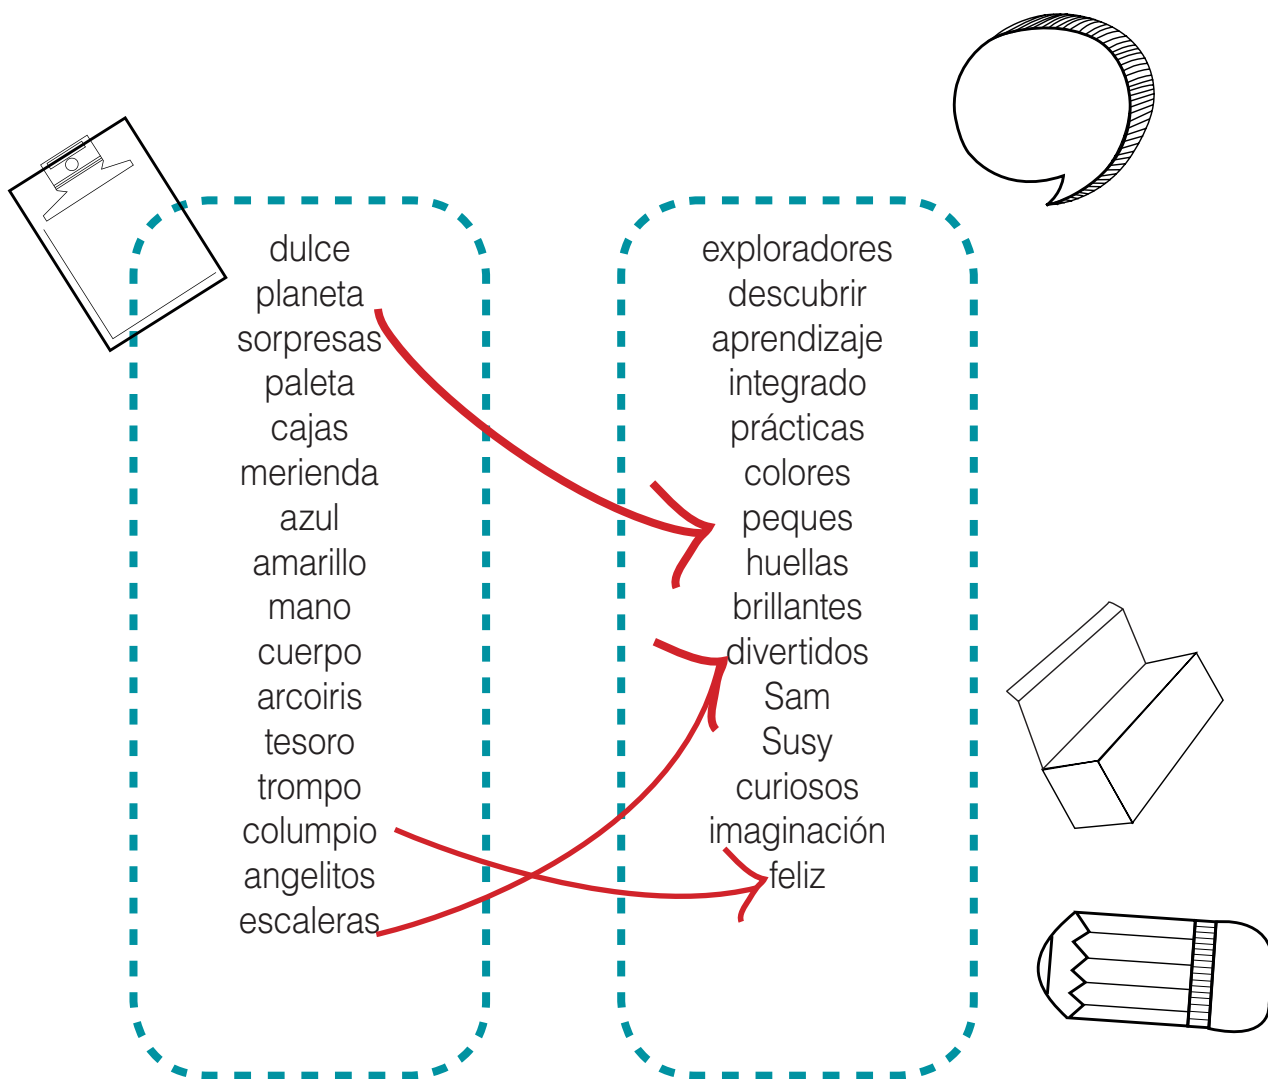 dulce
planeta
sorpresas
paleta
cajas
merienda
azul
amarillo
mano
cuerpo
arcoiris
tesoro
trompo
columpio
angelitos
escaleras
exploradores
descubrir
aprendizaje
integrado
prácticas
colores
peques
huellas
brillantes
divertidos
Sam
Susy
curiosos
imaginación
feliz